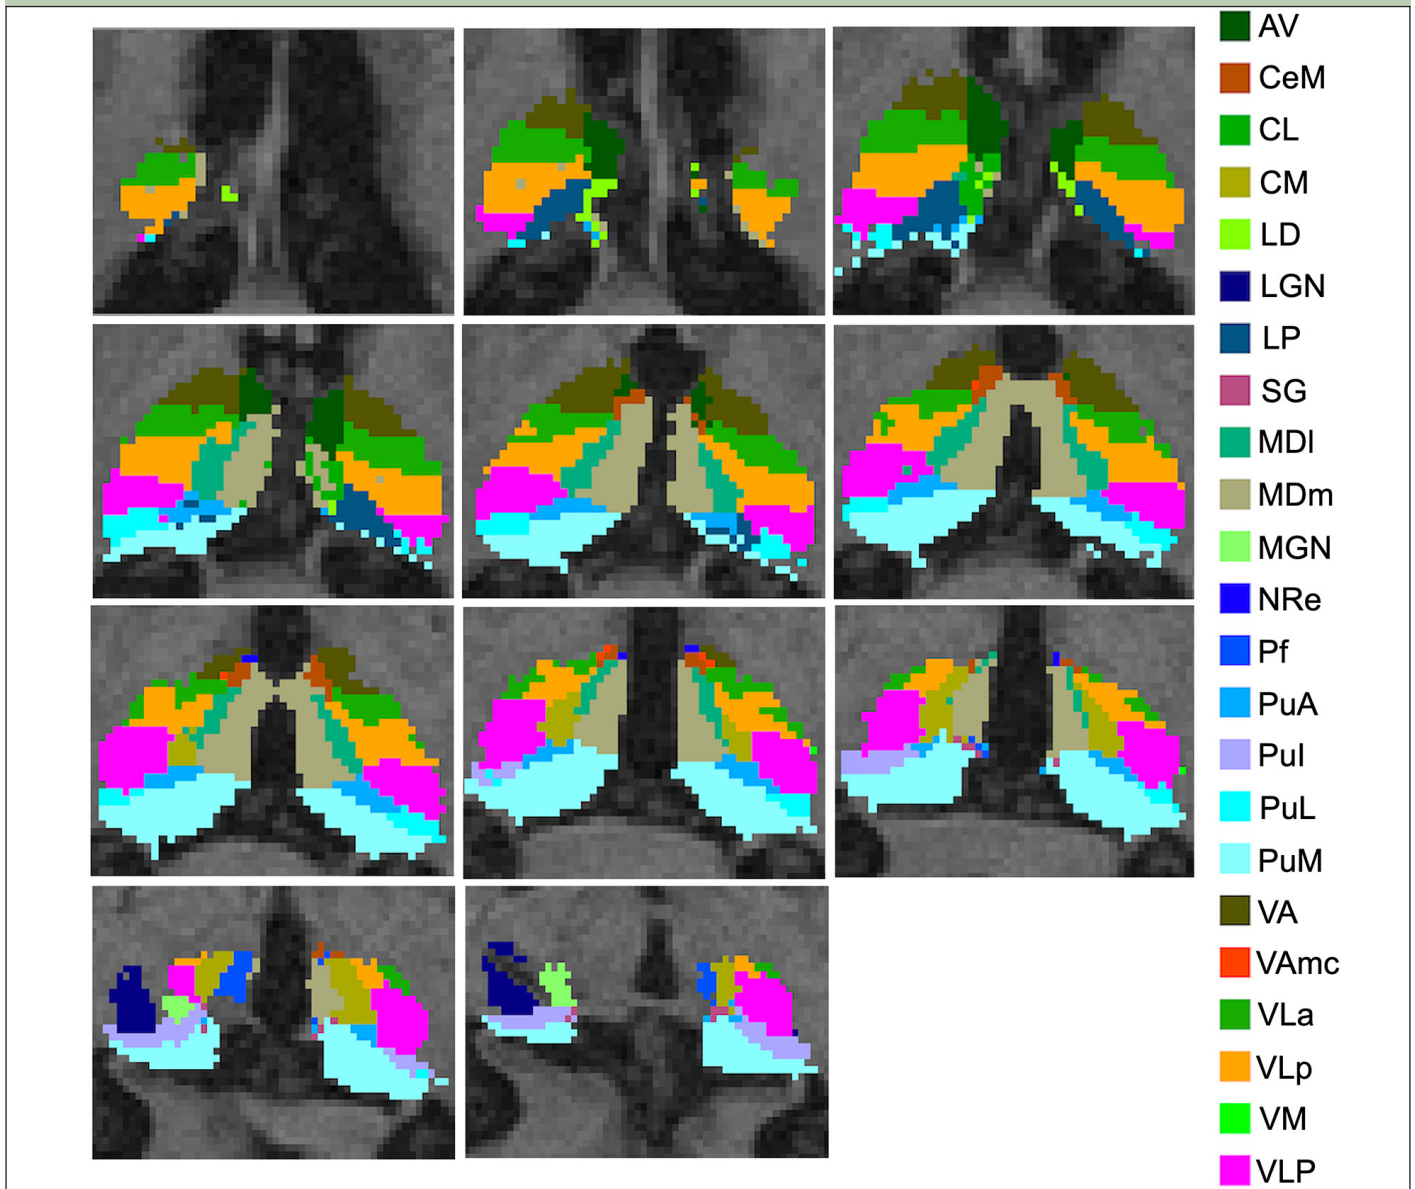 AV
CeM
CL
CM
LD
LGN
LP
SG
MDl
MDm
MGN
NRe
Pf
PuA
PuI
PuL
PuM
VA
VAmc
VLa
VLp
VM
VLP